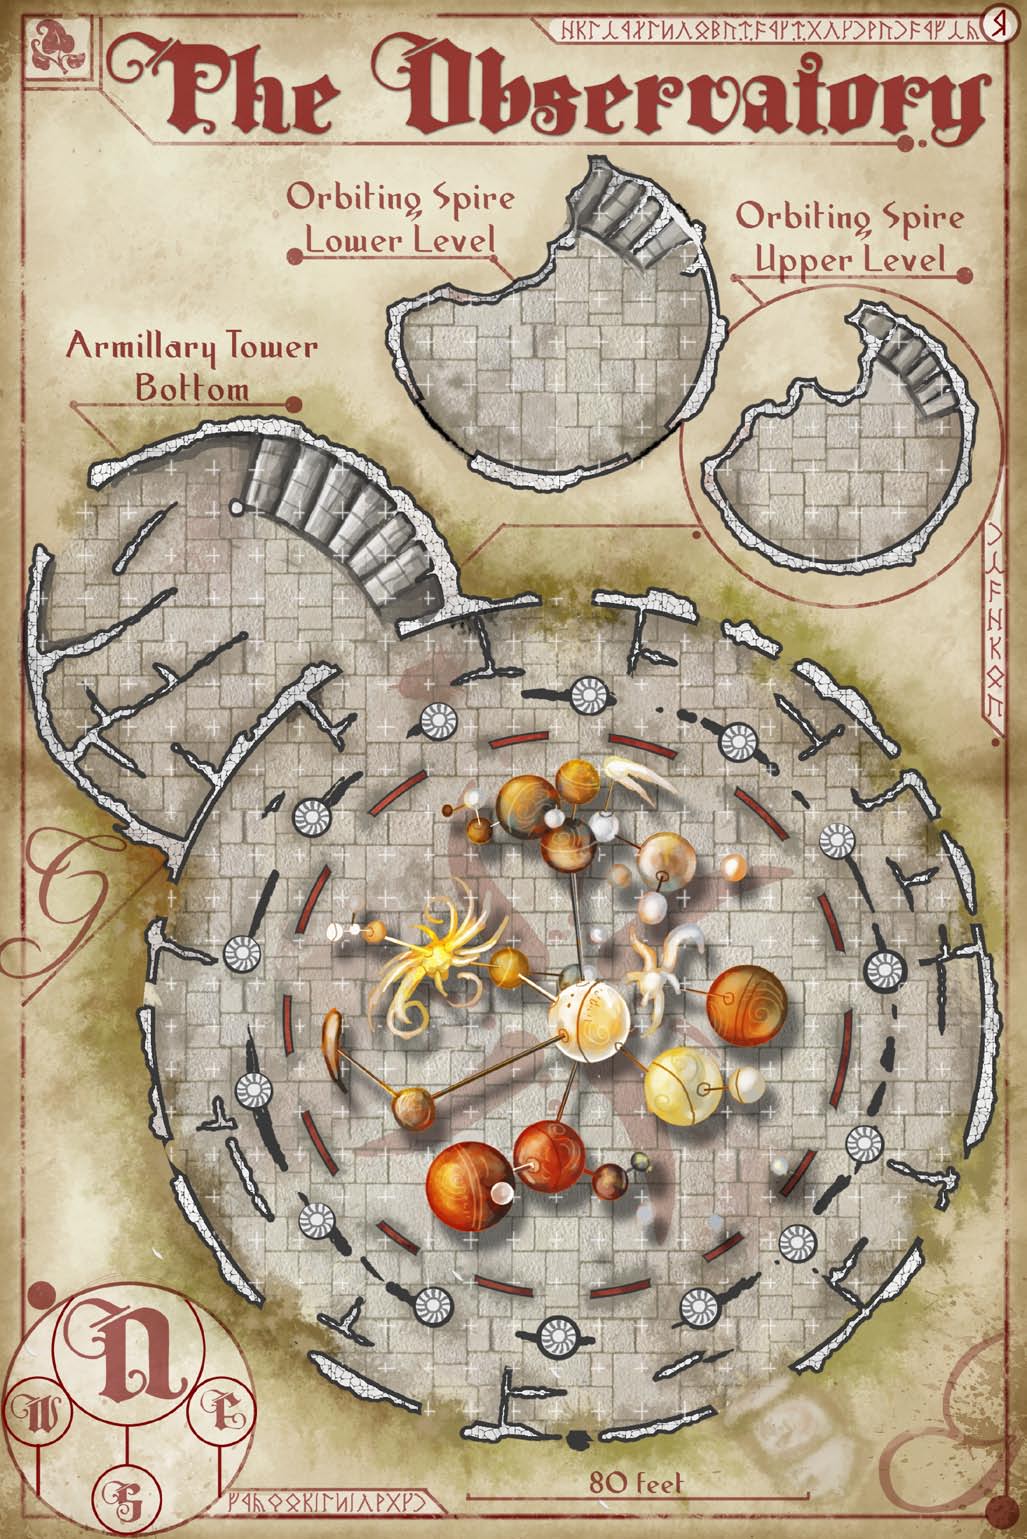 The Observatory
Orbiting Spire
Lower Level
Orbiting Spire
Upper Level
Armillary Tower
Bottom
N
W
E
S
80 feet